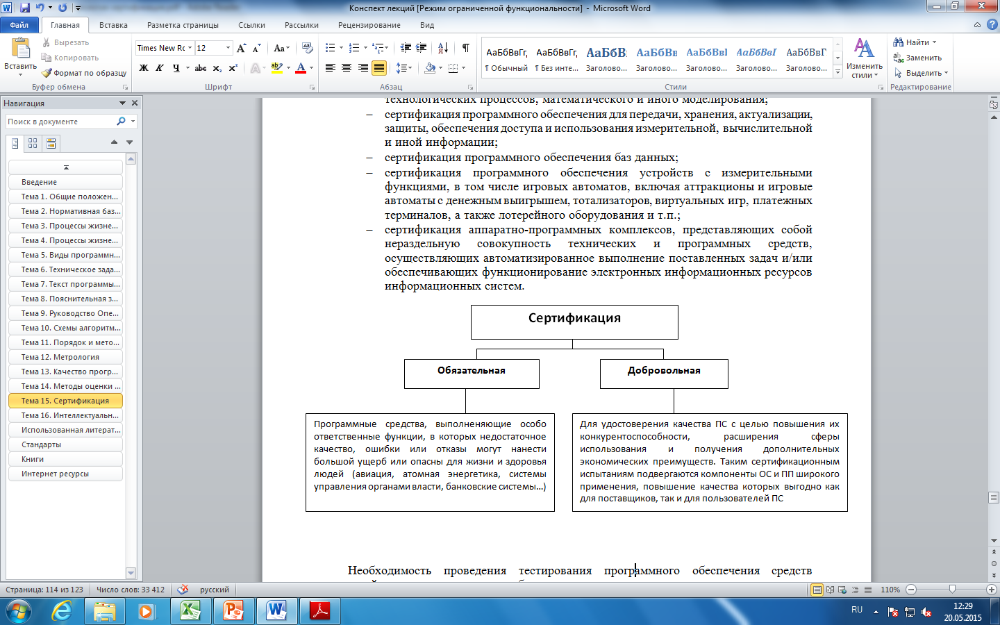 Конспект лекций [Режим ограниченной функциональности] - Microsoft Word
Файл Главная Вставка Разметка страницы Ссылки Рассылки Рецензирование Вид
Вставить
Вырезать
Копировать
Формат по образцу
Буфер обмена
Times New Rc 12
Ж К Ч abc x₂ x²
Шрифт
Абзац
АаБбВвГг, АаБбВвГг, АаБбВ АаБбВв АаБбВвІ АаБбВвІ АаБбВвГ
¶ Обычный ¶ Без инте... Заголово... Заголово... Заголово... Заголово... Заголово...
Стили
Изменить стили
Найти
Заменить
Выделить
Редактирование
Навигация
Поиск в документе
Введение
Тема 1. Общие положен...
Тема 2. Нормативная баз...
Тема 3. Процессы жизне...
Тема 4. Процессы жизне...
Тема 5. Виды программн...
Тема 6. Техническое зада...
Тема 7. Текст программы...
Тема 8. Пояснительная з...
Тема 9. Руководство Опе...
Тема 10. Схемы алгоритм...
Тема 11. Порядок и мето...
Тема 12. Метрология
Тема 13. Качество прогр...
Тема 14. Методы оценки ...
Тема 15. Сертификация
Тема 16. Интеллектуальн...
Использованная литерат...
Стандарты
Книги
Интернет ресурсы
технологических процессов, математического и иного моделирования;
– сертификация программного обеспечения для передачи, хранения, актуализации,
защиты, обеспечения доступа и использования измерительной, вычислительной
и иной информации;
– сертификация программного обеспечения баз данных;
– сертификация программного обеспечения устройств с измерительными
функциями, в том числе игровых автоматов, включая аттракционы и игровые
автоматы с денежным выигрышем, тотализаторов, виртуальных игр, платежных
терминалов, а также лотерейного оборудования и т.п.;
– сертификация аппаратно-программных комплексов, представляющих собой
нераздельную совокупность технических и программных средств,
осуществляющих автоматизированное выполнение поставленных задач и/или
обеспечивающих функционирование электронных информационных ресурсов
информационных систем.
Сертификация
Обязательная
Добровольная
Программные средства, выполненяющие особо
ответственные функции, в которых недостаточное
качество, ошибки или отказы могут нанести
большой ущерб или опасны для жизни и здоровья
людей (авиация, атомная энергетика, системы
управления органами власти, банковские системы...)
Для удостоверения качества ПС с целью повышения их
конкурентоспособности, расширения сферы
использования и получения дополнительных
экономических преимуществ. Таким сертификационным
испытаниям подвергаются компоненты ОС и ПП широкого
применения, повышение качества которых выгодно как
для поставщиков, так и для пользователей ПС
Необходимость проведения тестирования программного обеспечения средств
Страница: 114 из 123 Число слов: 33 412 русский 110%
RU
12:29
20.05.2015